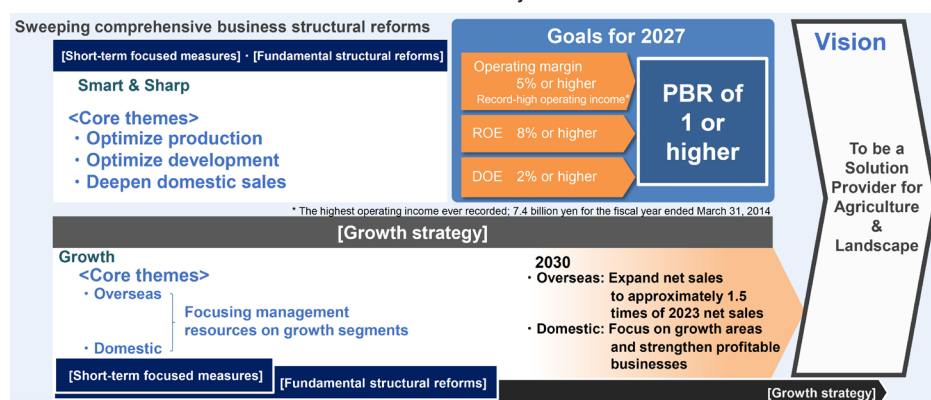 Sweeping comprehensive business structural reforms
[Short-term focused measures]・[Fundamental structural reforms]
Smart & Sharp
<Core themes>
・Optimize production
・Optimize development
・Deepen domestic sales
Goals for 2027
Operating margin
5% or higher
Record-high operating income*
ROE 8% or higher
DOE 2% or higher
PBR of
1 or
higher
* The highest operating income ever recorded; 7.4 billion yen for the fiscal year ended March 31, 2014
[Growth strategy]
Growth
<Core themes>
・Overseas
Focusing management
resources on growth segments
・Domestic
2030
・Overseas: Expand net sales
to approximately 1.5
times of 2023 net sales
・Domestic: Focus on growth areas
and strengthen profitable
businesses
[Short-term focused measures]
[Fundamental structural reforms]
[Growth strategy]
Vision
To be a
Solution
Provider for
Agriculture
&
Landscape